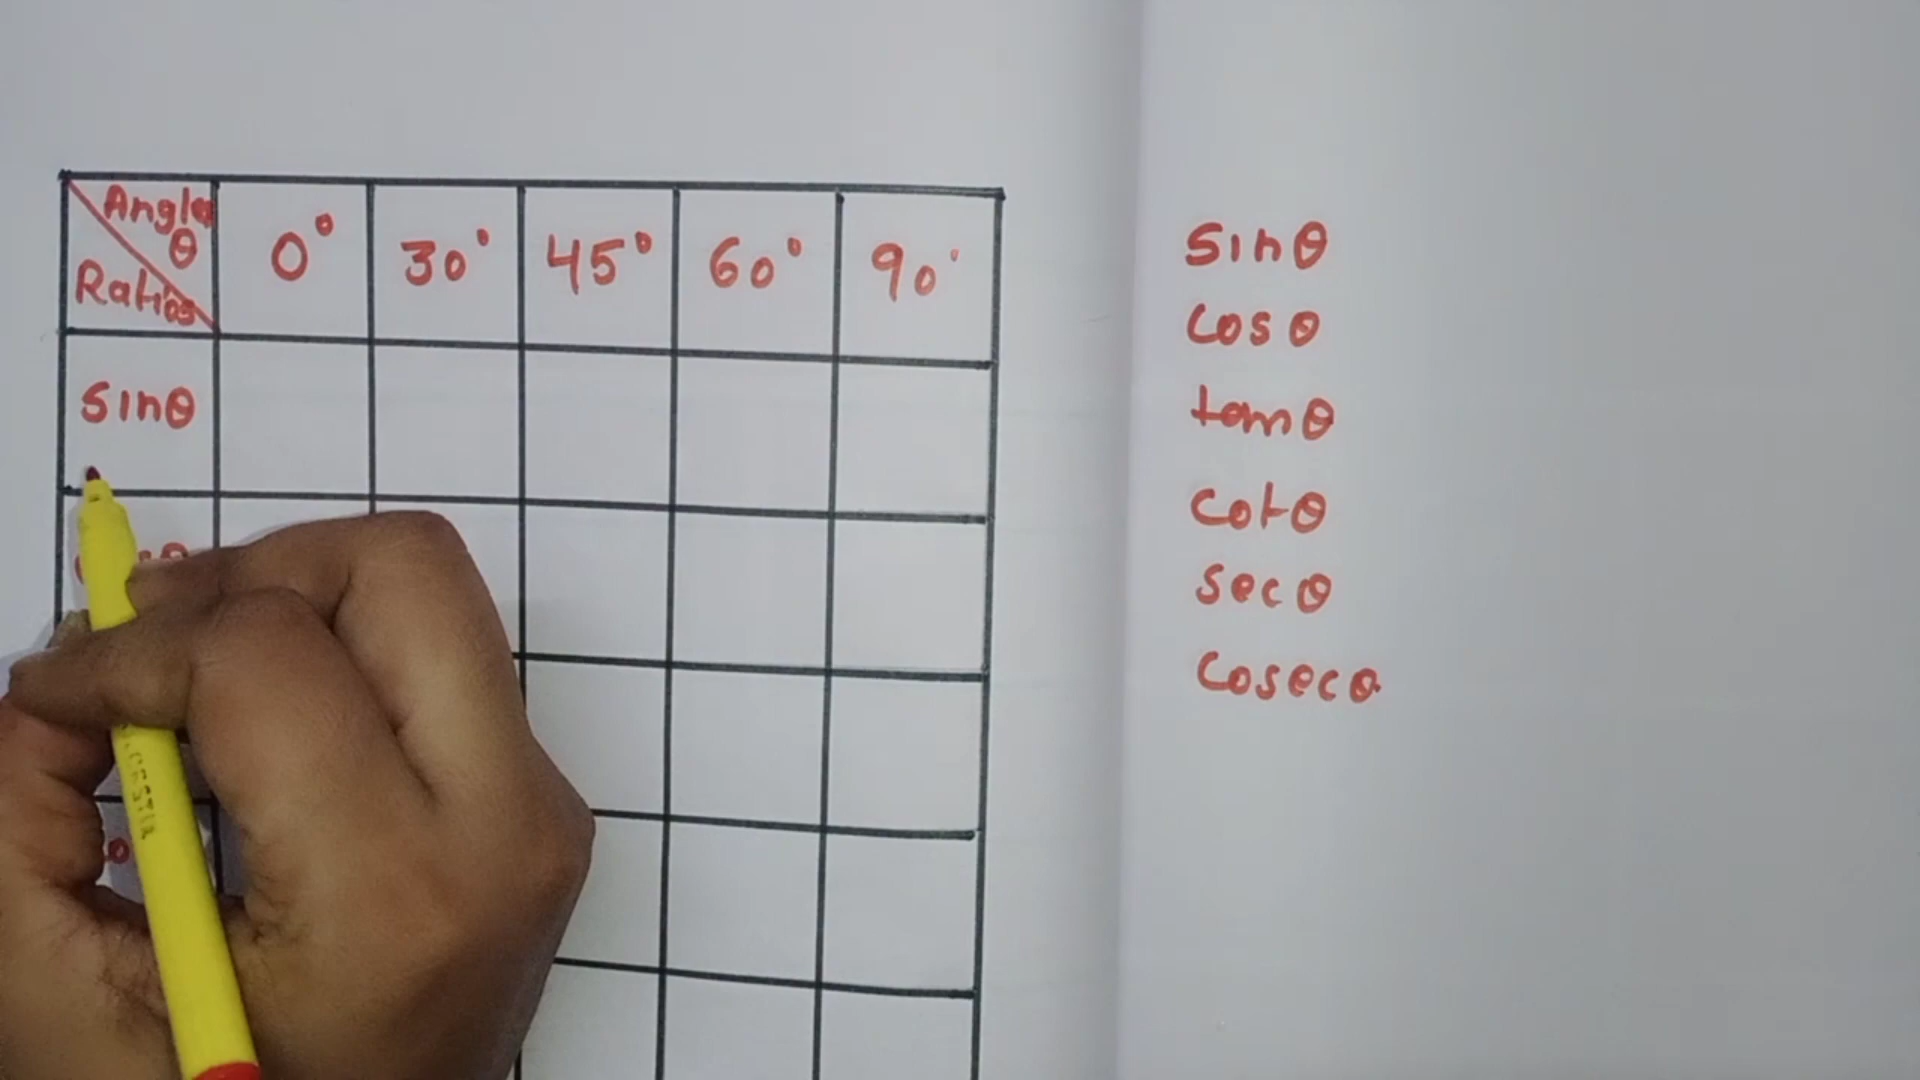 Angle
θ
Ratios
0°
30°
45°
60°
90°
sinθ
sinθ
cosθ
tanθ
cotθ
secθ
cosecθ